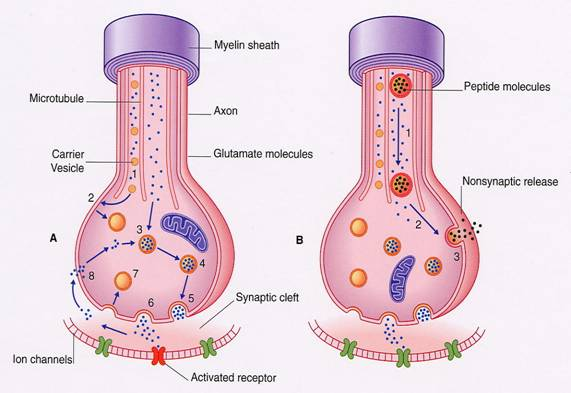 Myelin sheath
Microtubule
Axon
Carrier
Vesicle
Glutamate molecules
1
2
3
A
4
8
7
5
6
Synaptic cleft
Ion channels
Activated receptor
Peptide molecules
1
Nonsynaptic release
2
B
3